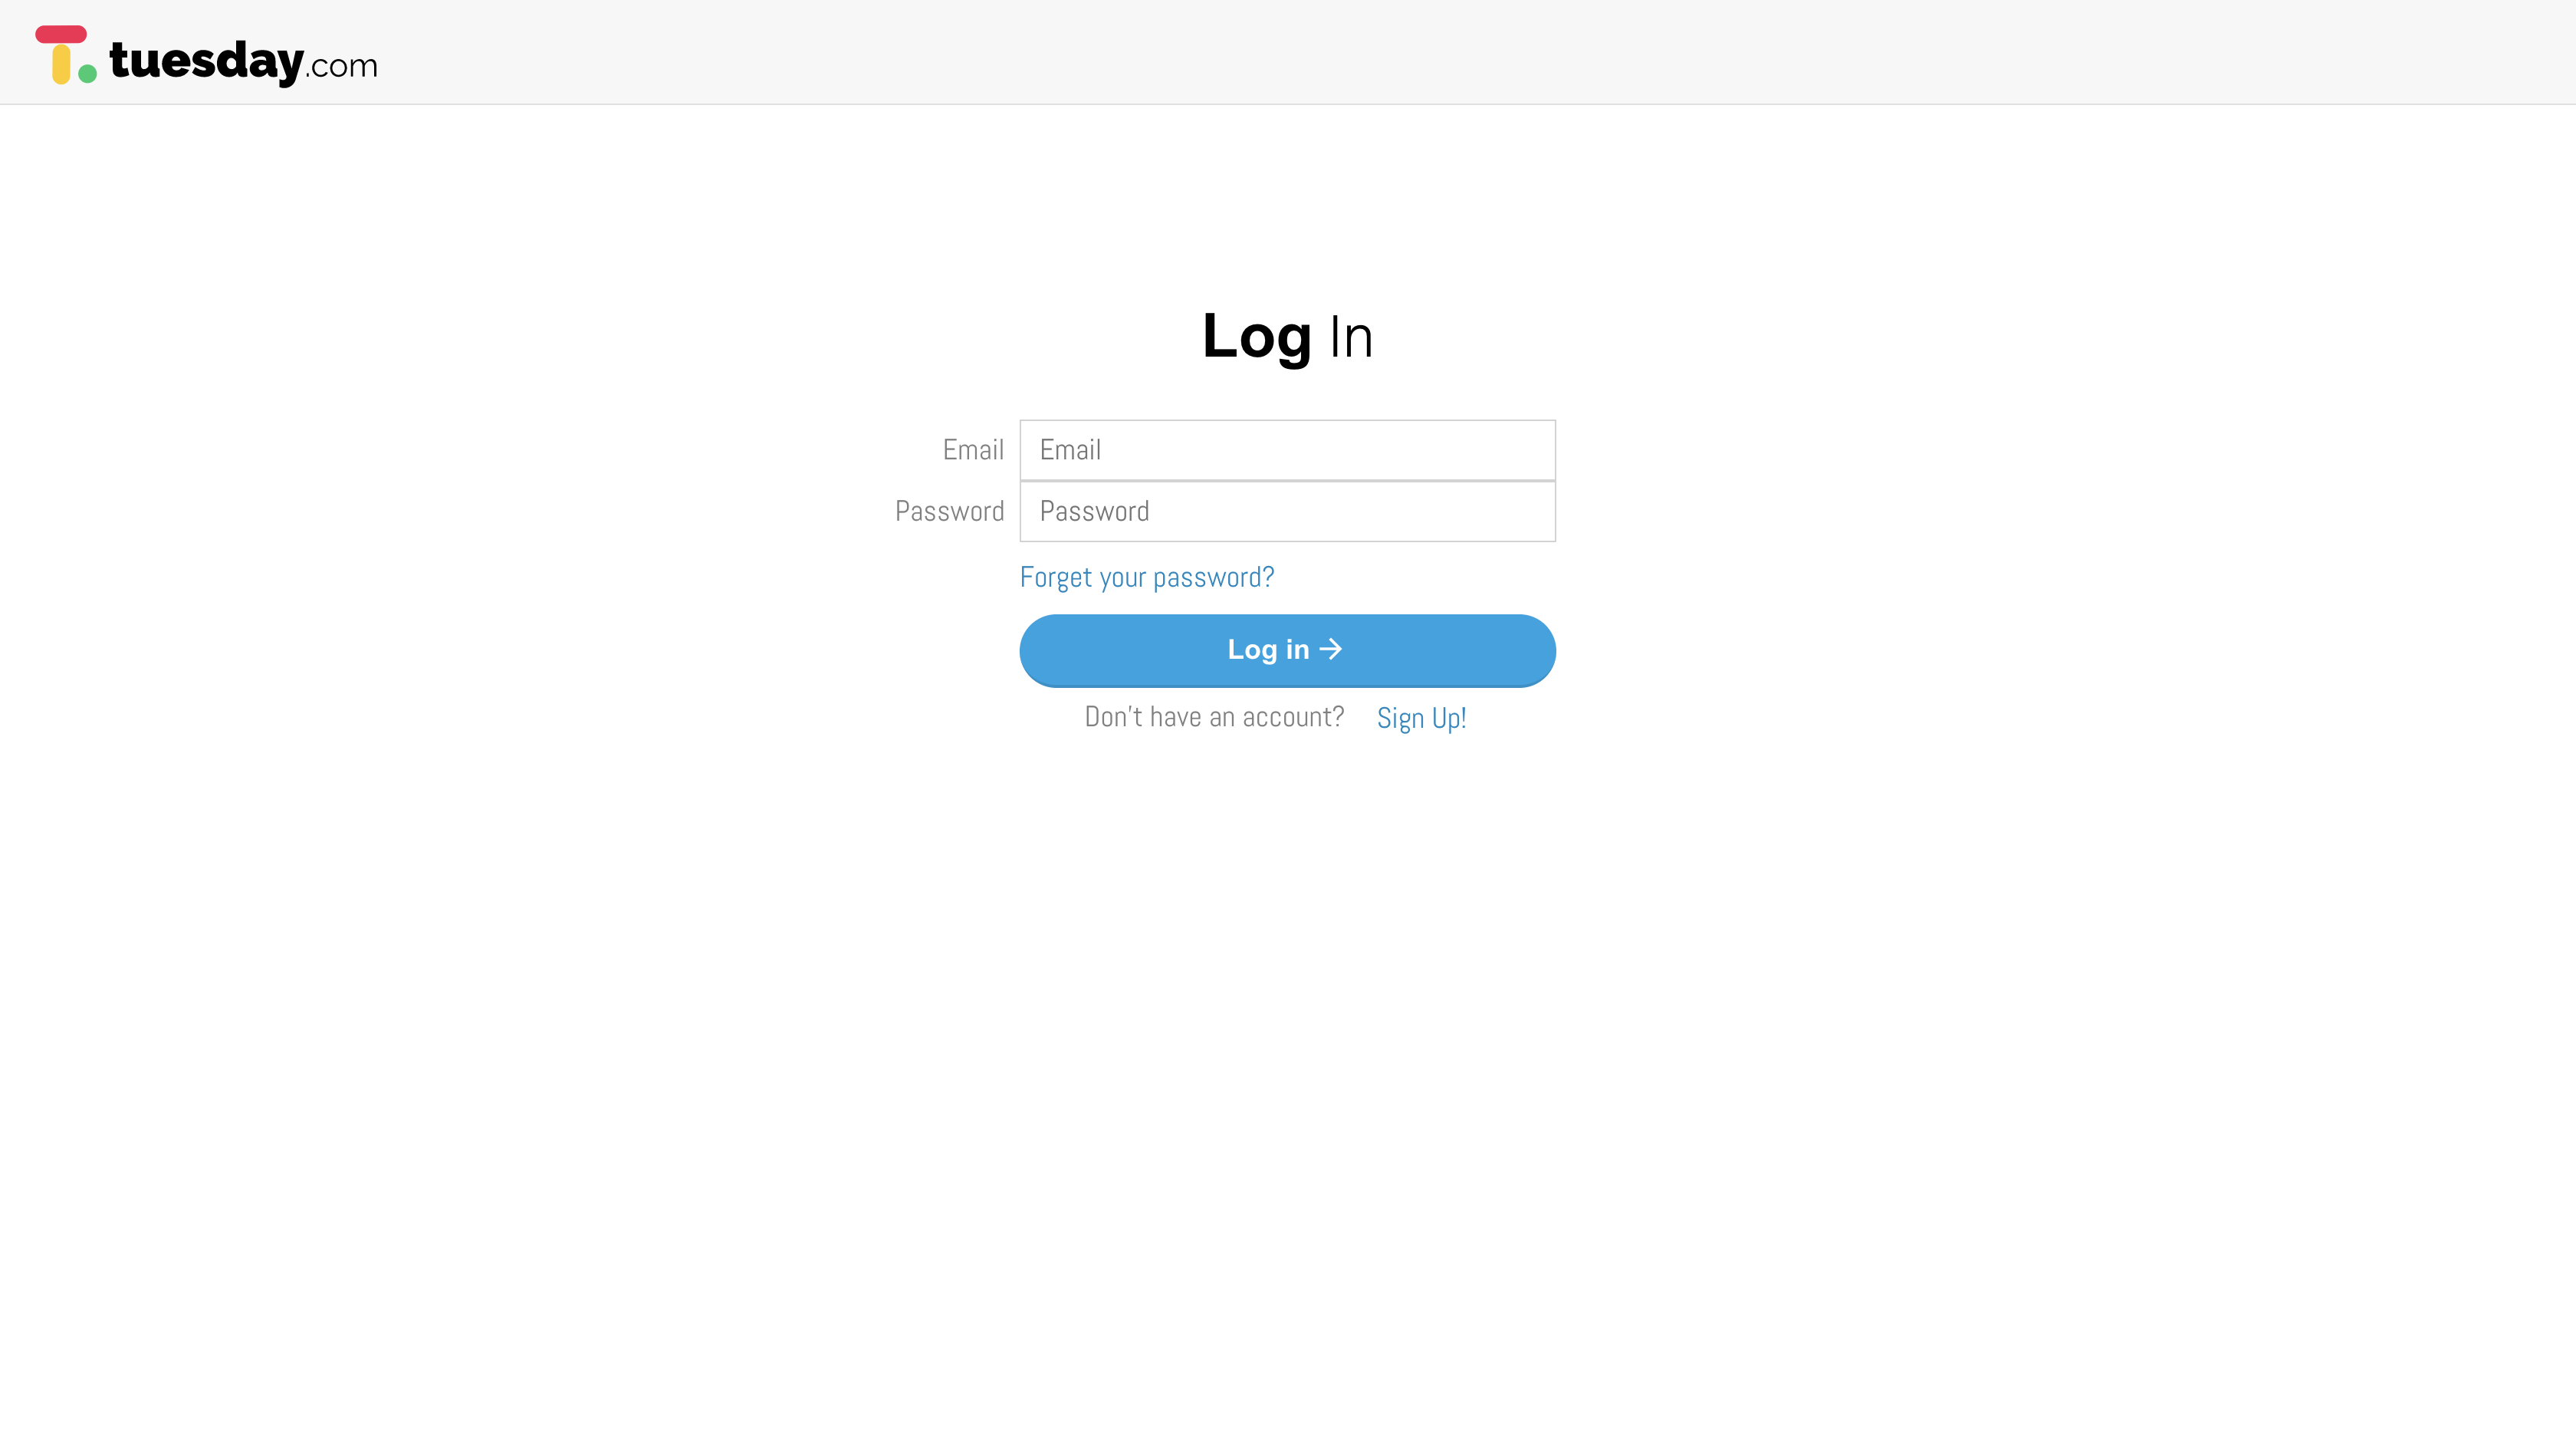 T. tuesday.com
Log In
Email Email
Password Password
Forget your password?
Log in →
Don't have an account? Sign Up!